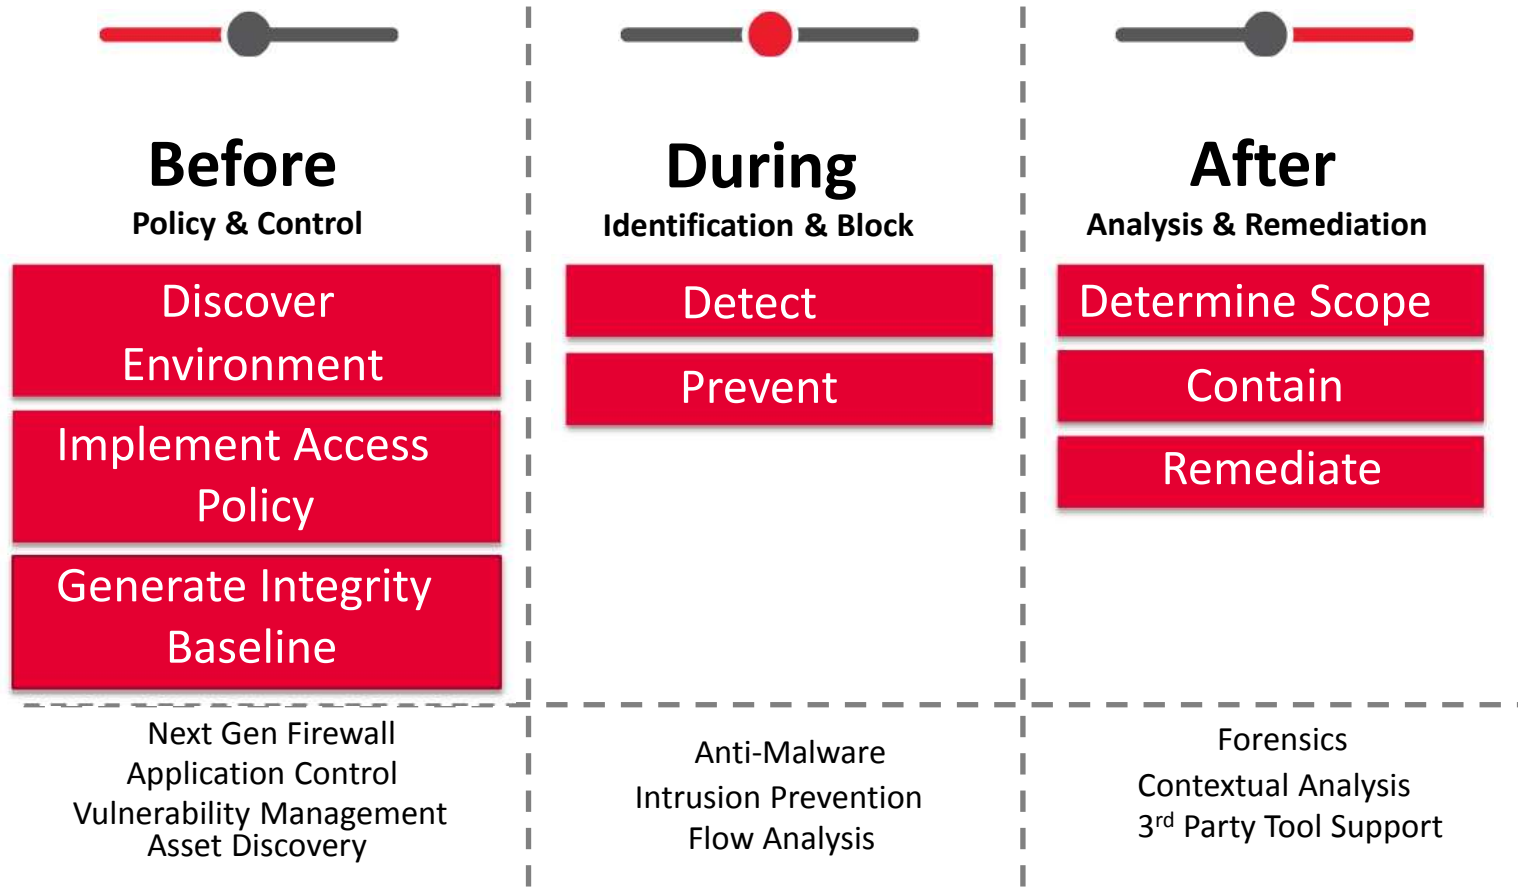 Before
Policy & Control
Discover
Environment
Implement Access
Policy
Generate Integrity
Baseline
Next Gen Firewall
Application Control
Vulnerability Management
Asset Discovery
During
Identification & Block
Detect
Prevent
Anti-Malware
Intrusion Prevention
Flow Analysis
After
Analysis & Remediation
Determine Scope
Contain
Remediate
Forensics
Contextual Analysis
3rd Party Tool Support